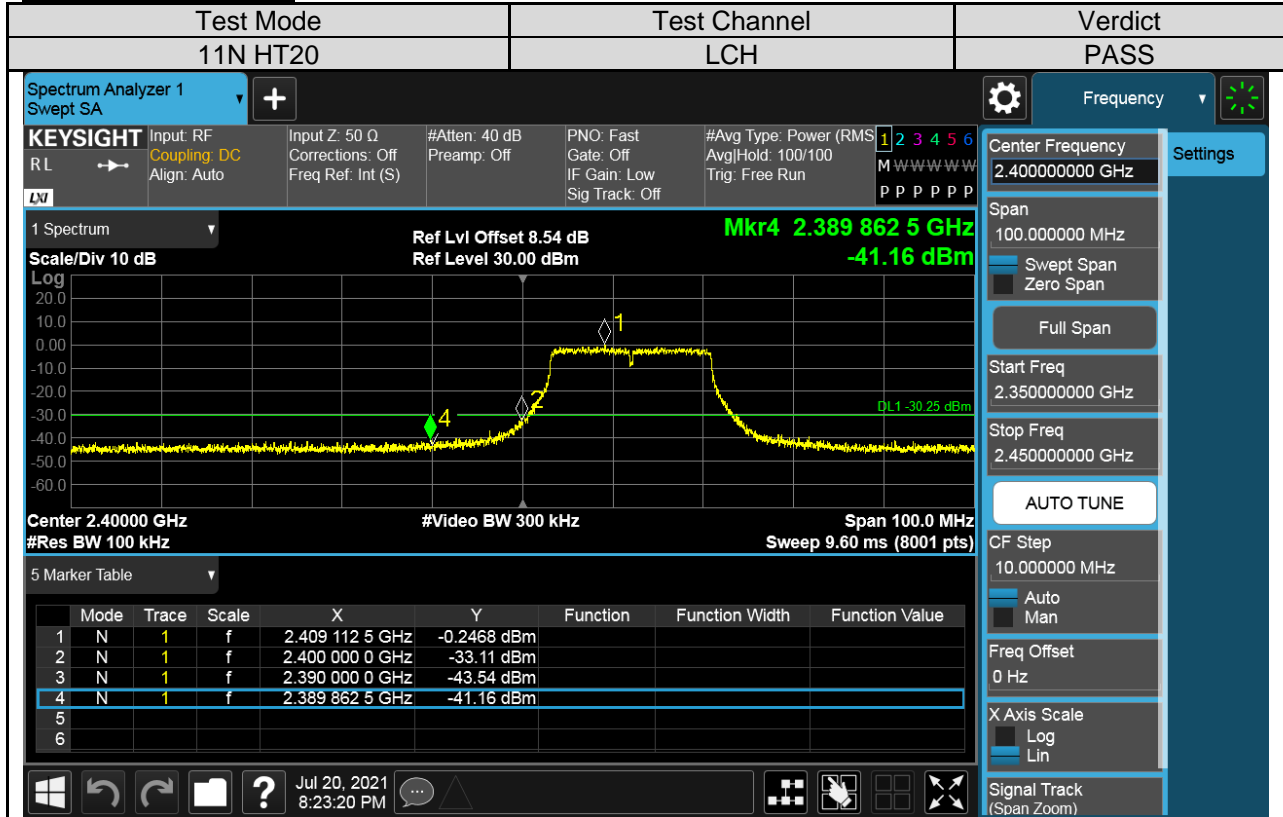 Test Mode Test Channel Verdict
11N HT20 LCH PASS
Spectrum Analyzer 1
Swept SA
Frequency
KEYSIGHT
R L
LXI
Input: RF
Coupling: DC
Align: Auto
Input Z: 50 Ω
Corrections: Off
Freq Ref: Int (S)
#Atten: 40 dB
Preamp: Off
PNO: Fast
Gate: Off
IF Gain: Low
Sig Track: Off
#Avg Type: Power (RMS
Avg|Hold: 100/100
Trig: Free Run
1 2 3 4 5 6
M W W W W W
P P P P P P
1 Spectrum
Scale/Div 10 dB
Ref Lvl Offset 8.54 dB
Ref Level 30.00 dBm
Mkr4 2.389 862 5 GHz
-41.16 dBm
Log
20.0
10.0
0.00
-10.0
-20.0
-30.0
-40.0
-50.0
-60.0
1
2
4
DL1 -30.25 dBm
Center 2.40000 GHz #Video BW 300 kHz Span 100.0 MHz
#Res BW 100 kHz Sweep 9.60 ms (8001 pts)
5 Marker Table
Mode Trace Scale X Y Function Function Width Function Value
1 N 1 f 2.409 112 5 GHz -0.2468 dBm
2 N 1 f 2.400 000 0 GHz -33.11 dBm
3 N 1 f 2.390 000 0 GHz -43.54 dBm
4 N 1 f 2.389 862 5 GHz -41.16 dBm
5
6
?
Jul 20, 2021
8:23:20 PM
Settings
Center Frequency
2.400000000 GHz
Span
100.000000 MHz
Swept Span
Zero Span
Full Span
Start Freq
2.350000000 GHz
Stop Freq
2.450000000 GHz
AUTO TUNE
CF Step
10.000000 MHz
Auto
Man
Freq Offset
0 Hz
X Axis Scale
Log
Lin
Signal Track
(Span Zoom)